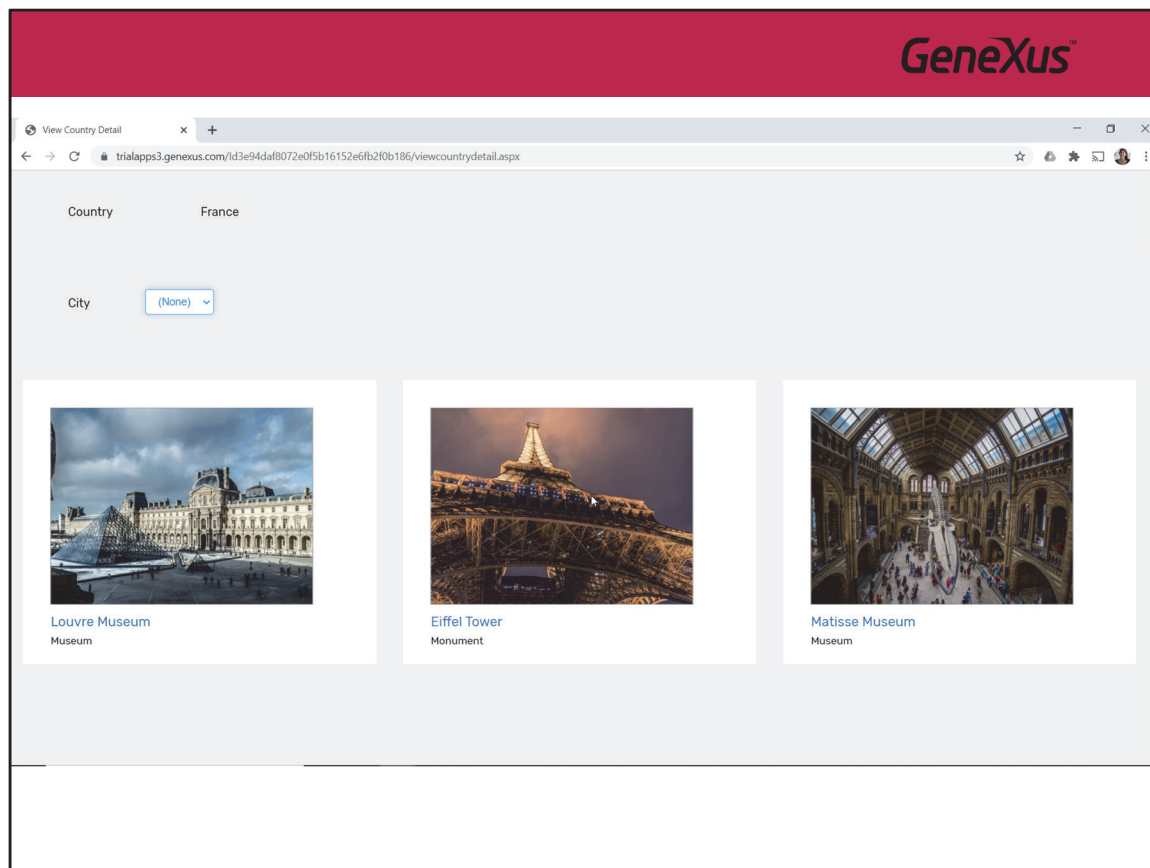 GeneXus™
View Country Detail
trialapps3.genexus.com/Id3e94daf8072e0f5b16152e6fb2f0b186/viewcountrydetail.aspx
Country France
City (None)
Louvre Museum Eiffel Tower Matisse Museum
Museum Monument Museum